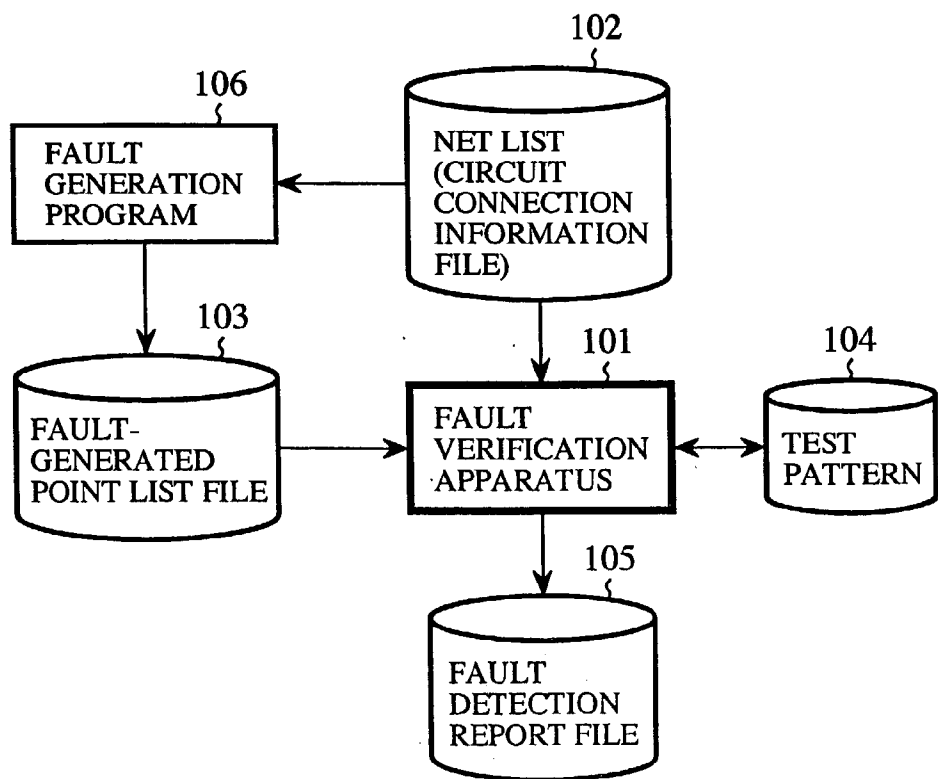 102
106
NET LIST
(CIRCUIT
CONNECTION
INFORMATION
FILE)
FAULT
GENERATION
PROGRAM
103
FAULT-
GENERATED
POINT LIST FILE
101
FAULT
VERIFICATION
APPARATUS
104
TEST
PATTERN
105
FAULT
DETECTION
REPORT FILE